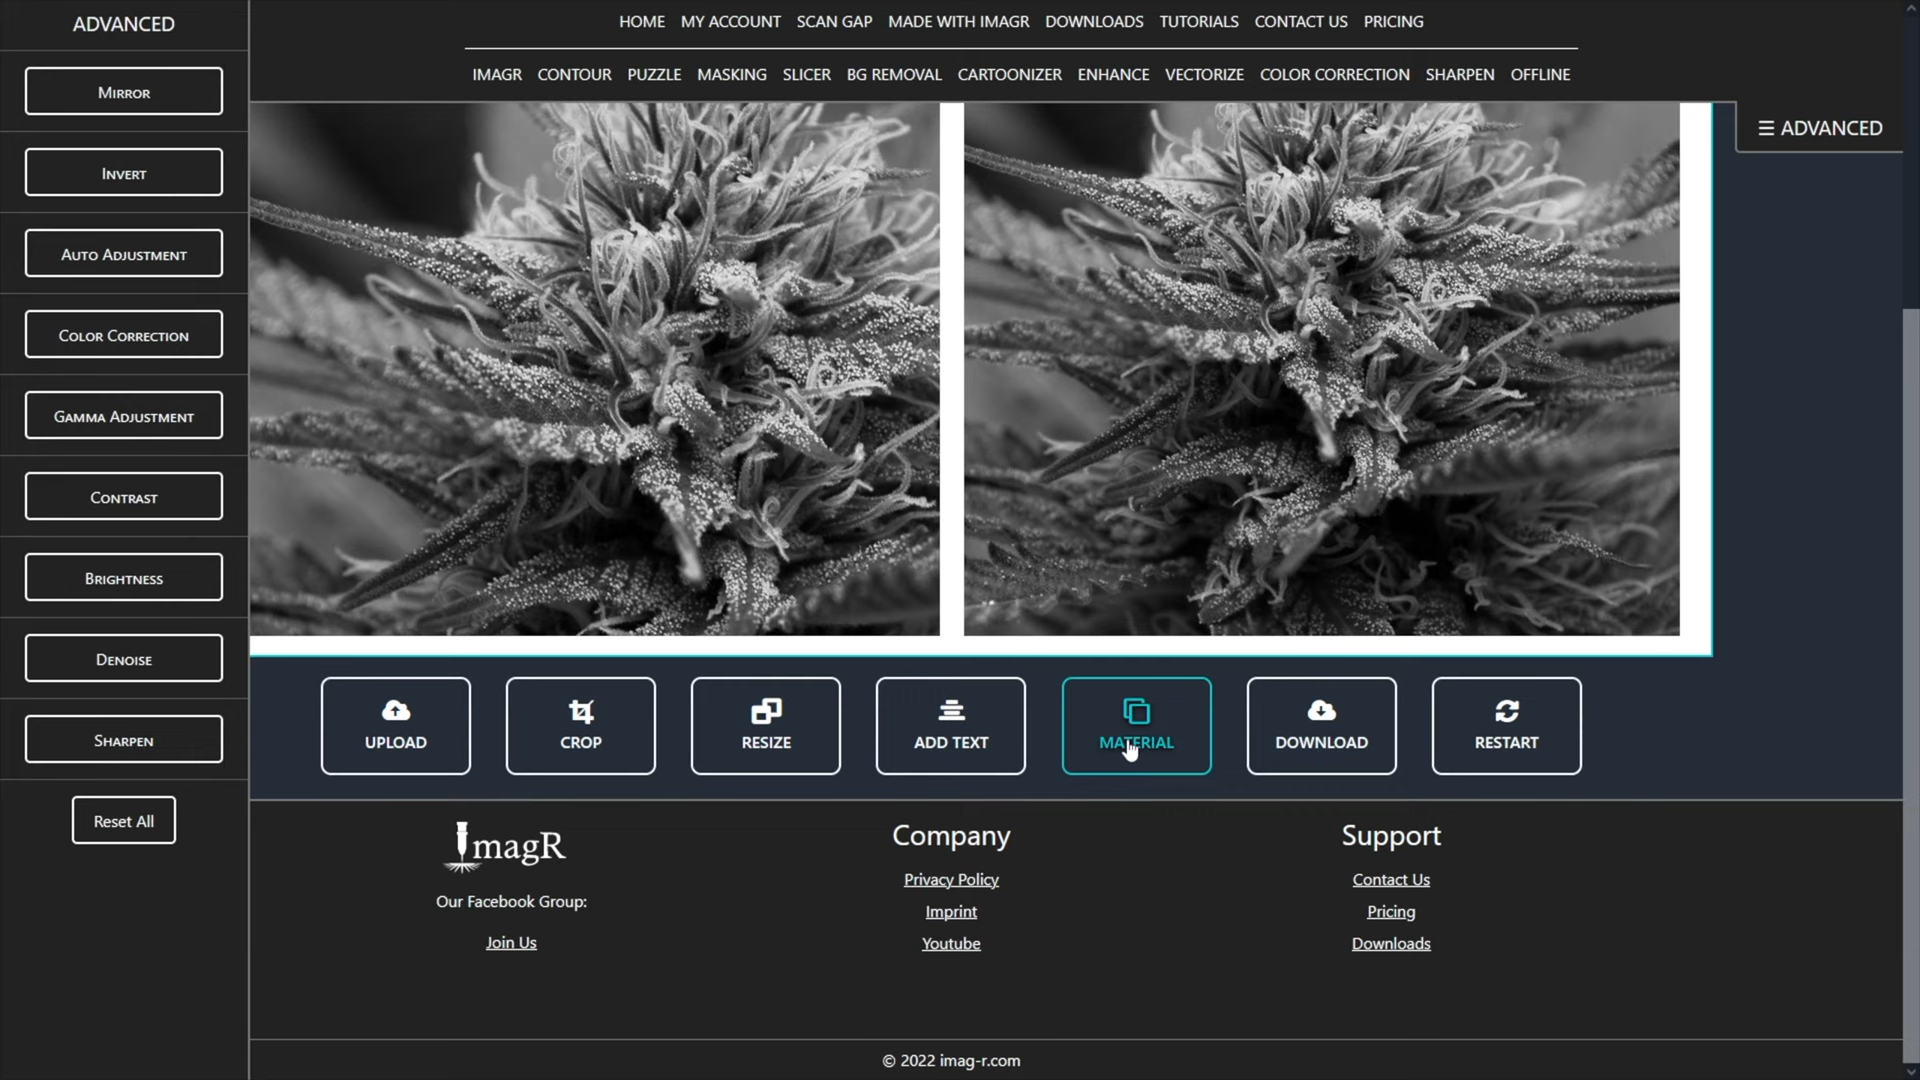 ADVANCED
Mirror
Invert
Auto Adjustment
Color Correction
Gamma Adjustment
Contrast
Brightness
Denoise
Sharpen
Reset All
HOME MY ACCOUNT SCAN GAP MADE WITH IMAGR DOWNLOADS TUTORIALS CONTACT US PRICING
IMAGR CONTOUR PUZZLE MASKING SLICER BG REMOVAL CARTOONIZER ENHANCE VECTORIZE COLOR CORRECTION SHARPEN OFFLINE
☰ ADVANCED
UPLOAD CROP RESIZE ADD TEXT MATERIAL DOWNLOAD RESTART
ImagR
Our Facebook Group:
Join Us
Company
Privacy Policy
Imprint
Youtube
Support
Contact Us
Pricing
Downloads
© 2022 imag-r.com